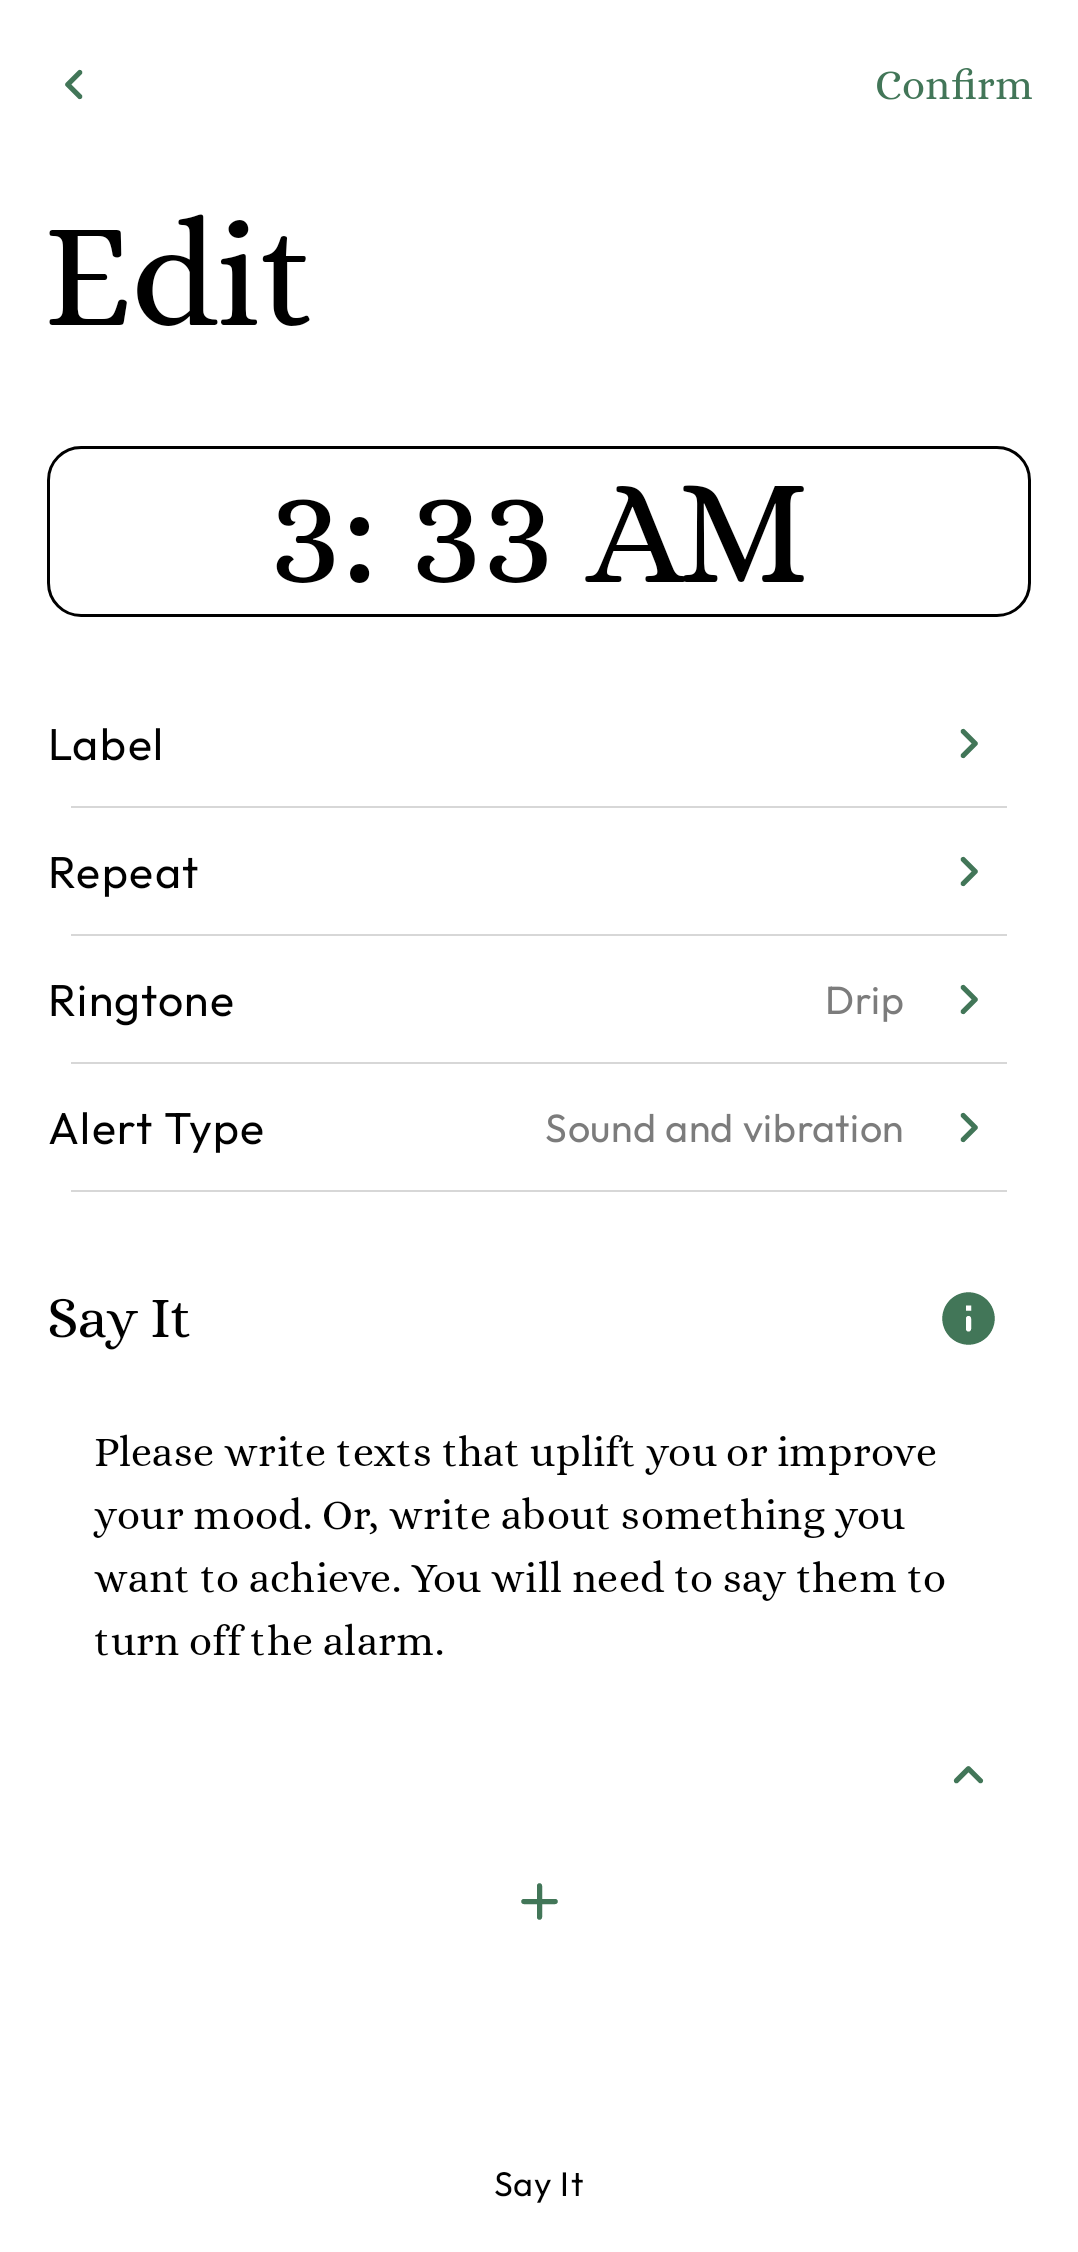 Confirm
Edit
3: 33 AM
Label
Repeat
Ringtone Drip
Alert Type Sound and vibration
Say It
Please write texts that uplift you or improve
your mood. Or, write about something you
want to achieve. You will need to say them to
turn off the alarm.
Say It